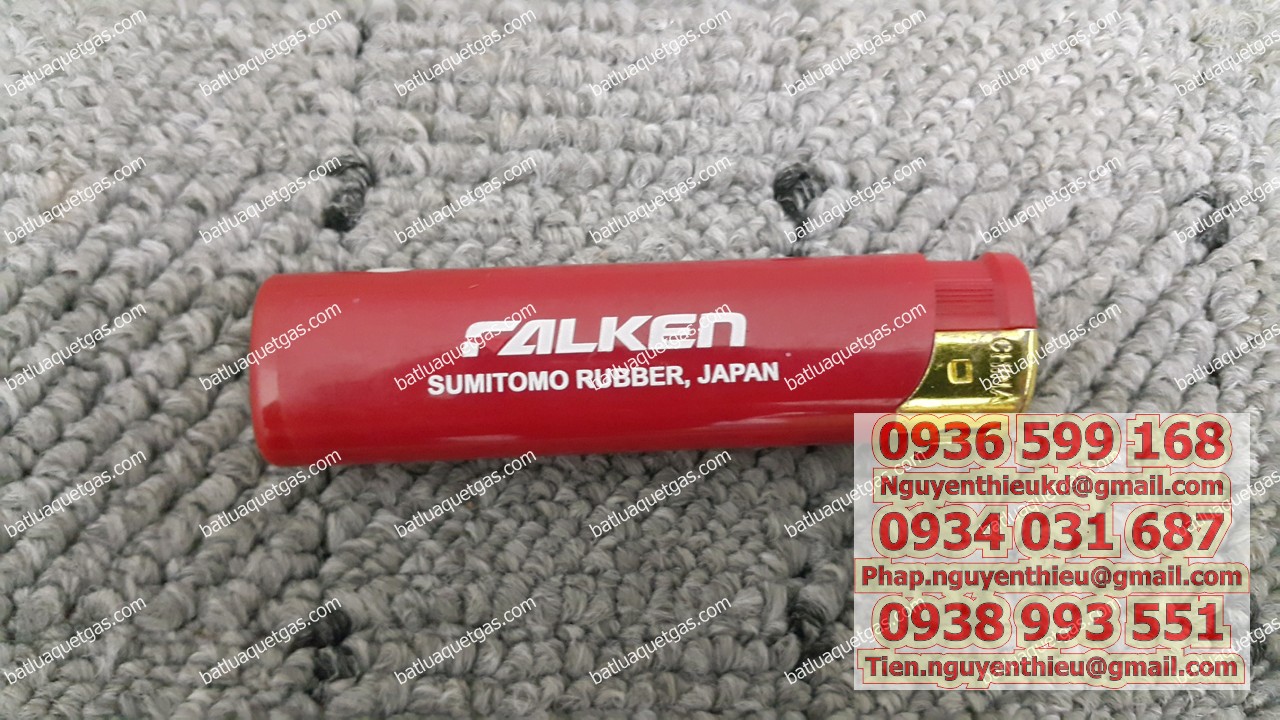 FALKEN
SUMITOMO RUBBER, JAPAN
0936 599 168
Nguyenthieukd@gmail.com
0934 031 687
Phap.nguyenthieu@gmail.com
0938 993 551
Tien.nguyenthieu@gmail.com
batluaquetgas.com